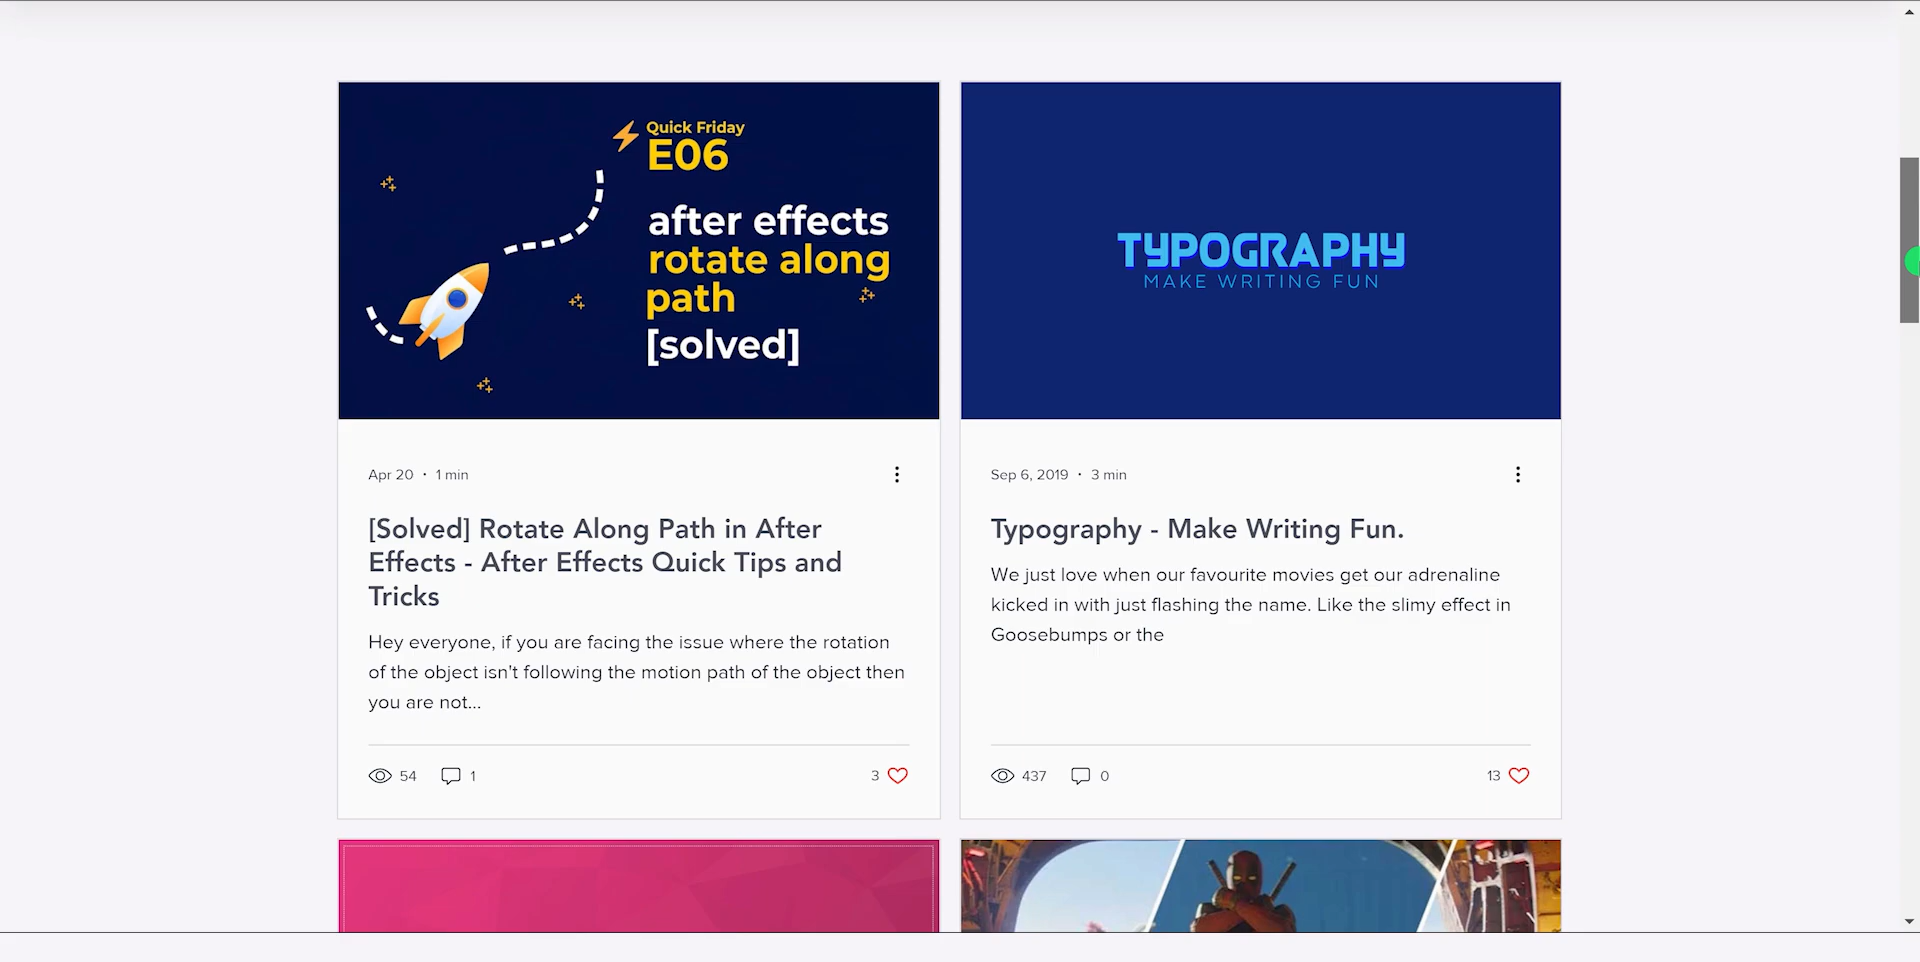 Quick Friday
E06
after effects
rotate along
path
[solved]
TYPOGRAPHY
MAKE WRITING FUN
Apr 20 · 1 min
[Solved] Rotate Along Path in After
Effects - After Effects Quick Tips and
Tricks
Hey everyone, if you are facing the issue where the rotation
of the object isn't following the motion path of the object then
you are not...
54 1 3
Sep 6, 2019 · 3 min
Typography - Make Writing Fun.
We just love when our favourite movies get our adrenaline
kicked in with just flashing the name. Like the slimy effect in
Goosebumps or the
437 0 13